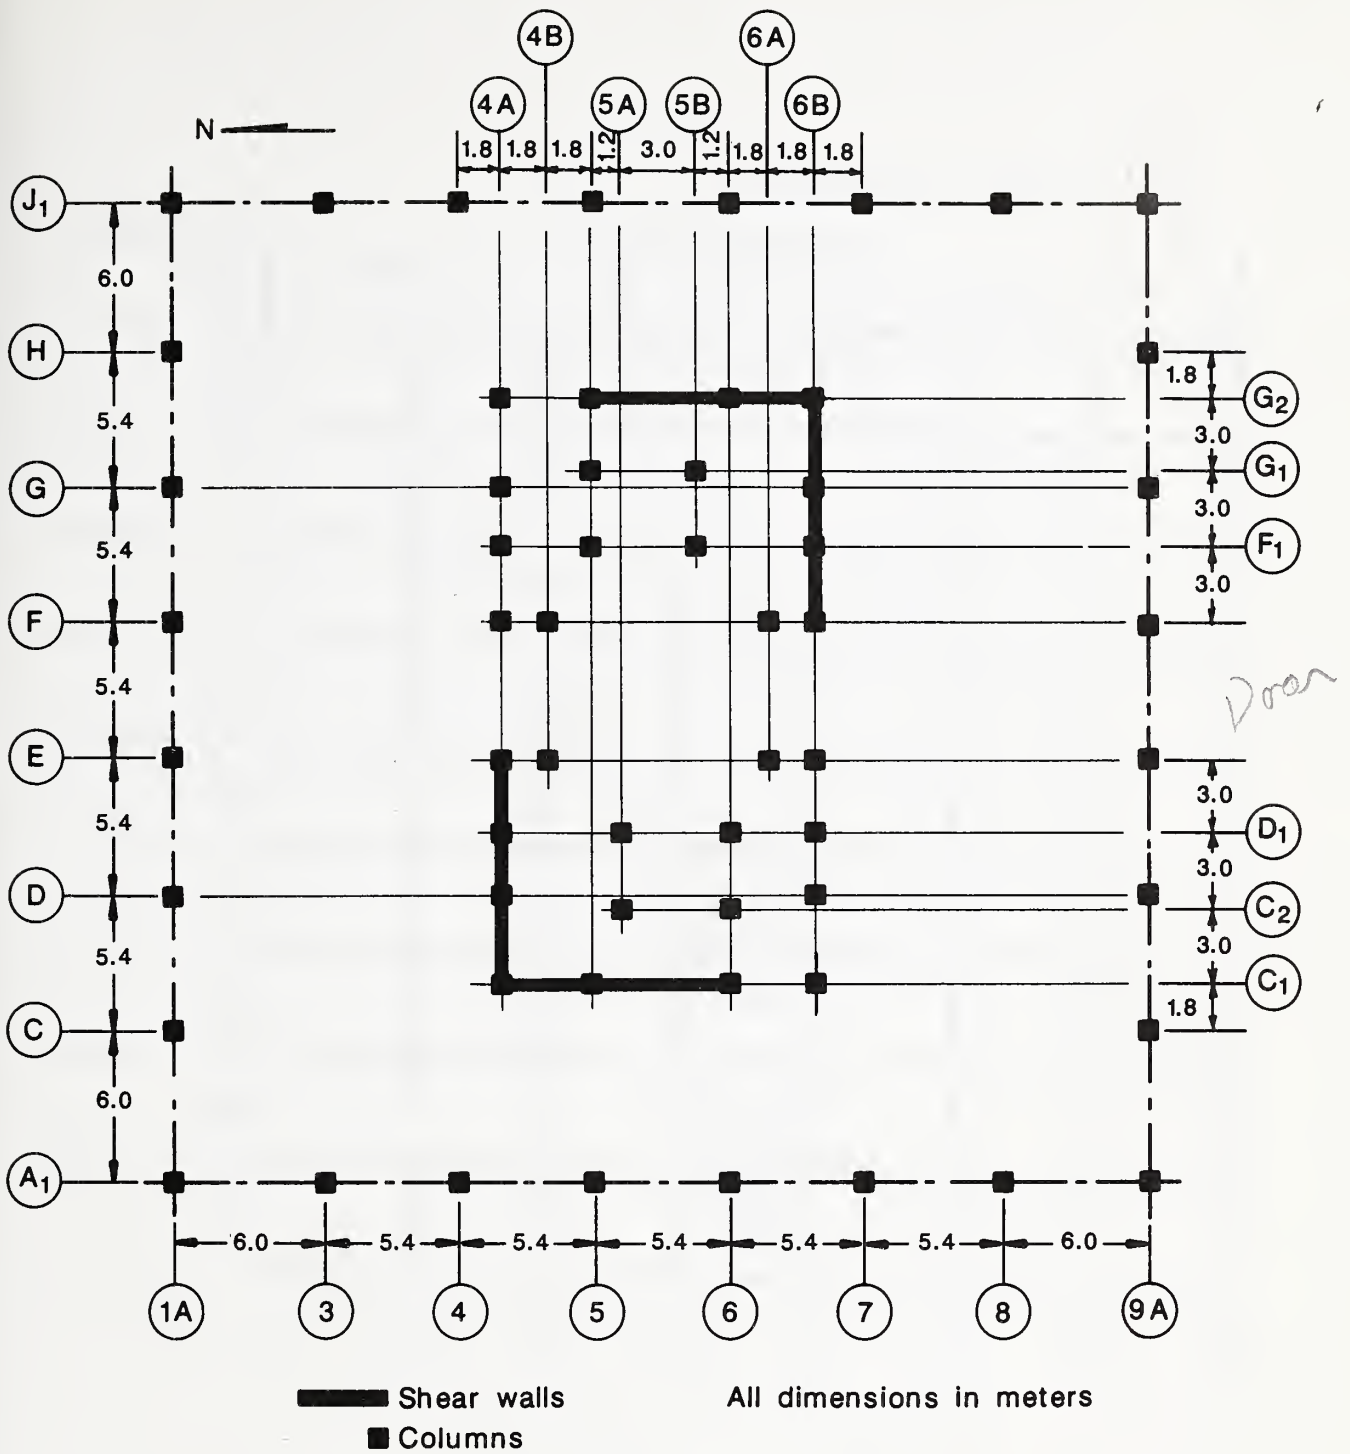 4B 6A
4A 5A 5B 6B
N
1.8 1.8 1.8 1.2 3.0 1.2 1.8 1.8 1.8
J1
6.0
H
1.8
G2
5.4
3.0
G1
G
3.0
5.4
F1
3.0
F
5.4
E
3.0
5.4
D1
3.0
D
C2
3.0
5.4
C1
1.8
C
6.0
A1
6.0 5.4 5.4 5.4 5.4 5.4 6.0
1A 3 4 5 6 7 8 9A
Shear walls All dimensions in meters
Columns